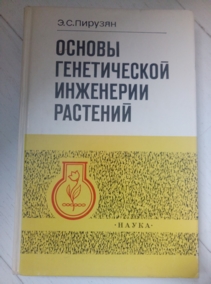 Э.С.Пирузян
ОСНОВЫ
ГЕНЕТИЧЕСКОЙ
ИНЖЕНЕРИИ
РАСТЕНИЙ
·НАУКА·